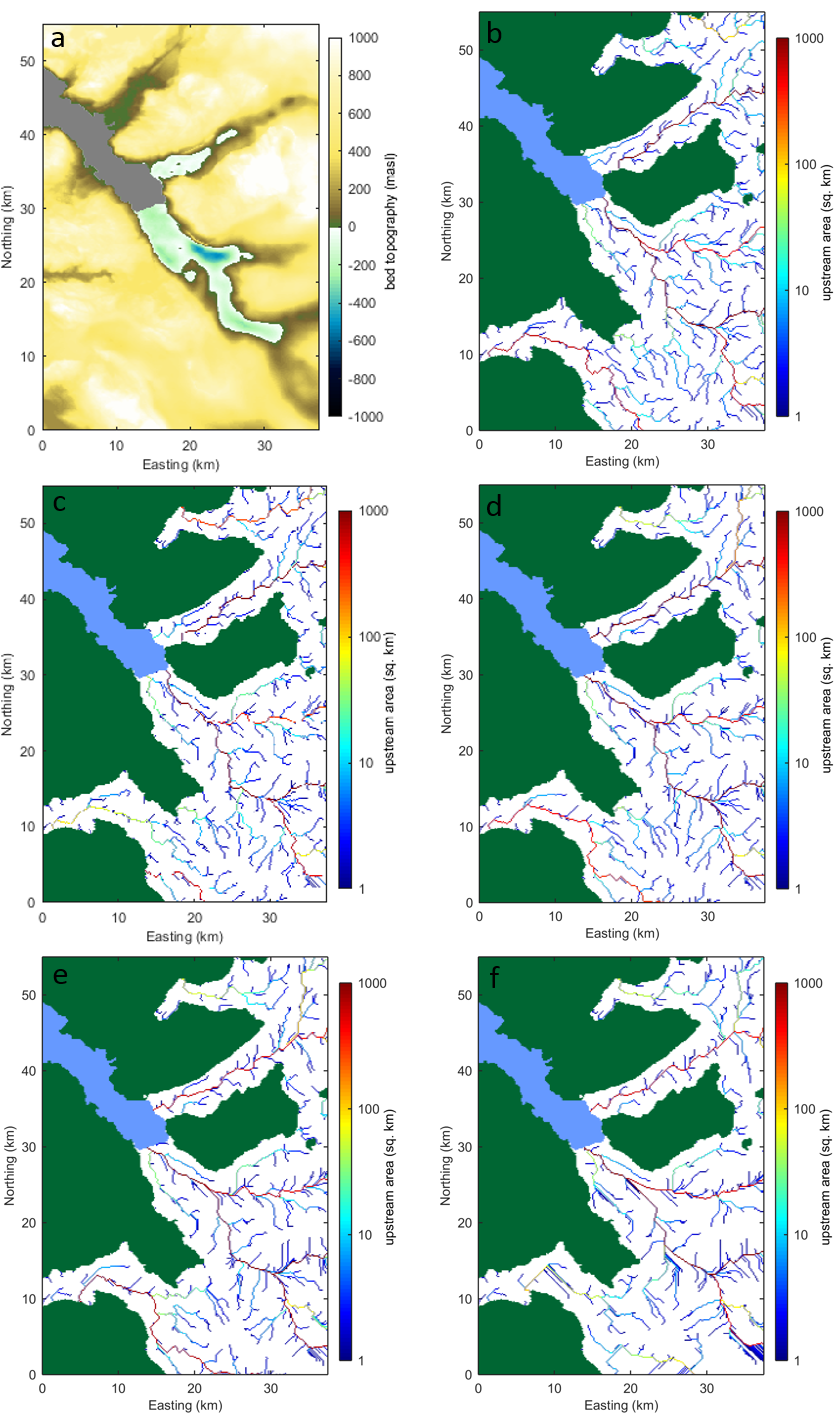 a
50
40
30
20
10
0
0 10 20 30
Easting (km)
Northing (km)
1000
800
600
400
200
0
-200
-400
-600
-800
-1000
bed topography (masl)
b
50
40
30
20
10
0
0 10 20 30
Easting (km)
Northing (km)
1000
100
10
1
upstream area (sq. km)
c
50
40
30
20
10
0
0 10 20 30
Easting (km)
Northing (km)
1000
100
10
1
upstream area (sq. km)
d
50
40
30
20
10
0
0 10 20 30
Easting (km)
Northing (km)
1000
100
10
1
upstream area (sq. km)
e
50
40
30
20
10
0
0 10 20 30
Easting (km)
Northing (km)
1000
100
10
1
upstream area (sq. km)
f
50
40
30
20
10
0
0 10 20 30
Easting (km)
Northing (km)
1000
100
10
1
upstream area (sq. km)